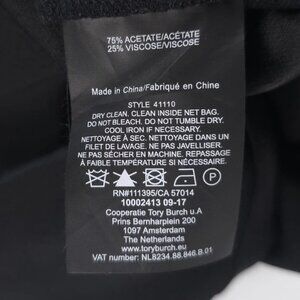 75% ACETATE/ACÉTATE
25% VISCOSE/VISCOSE
Made in China/Fabriqué en Chine
STYLE 41110
DRY CLEAN. CLEAN INSIDE NET BAG.
DO NOT BLEACH. DO NOT TUMBLE DRY.
COOL IRON IF NECESSARY.
NETTOYAGE À SEC. NETTOYAGE DANS UN
FILET DE LAVAGE. NE PAS JAVELLISER.
NE PAS SÉCHER EN MACHINE. REPASSAGE
À FAIBLE TEMPÉRATURE SI NÉCESSAIRE.
P
RN#111395/CA 57014
10002413 09-17
Cooperatie Tory Burch u.A
Prins Bernharplein 200
1097 Amsterdam
The Netherlands
www.toryburch.com
VAT number: NL8234.88.846.B.01